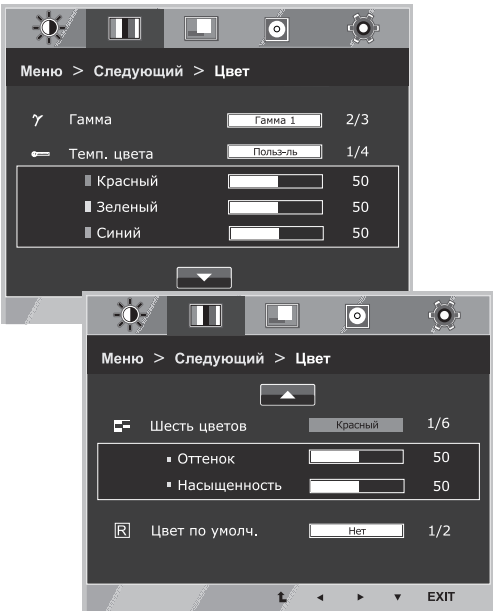 Меню > Следующий > Цвет
γ Гамма Гамма 1 2/3
Темп. цвета Польз-ль 1/4
Красный 50
Зеленый 50
Синий 50
Меню > Следующий > Цвет
Шесть цветов Красный 1/6
Оттенок 50
Насыщенность 50
R Цвет по умолч. Нет 1/2
EXIT